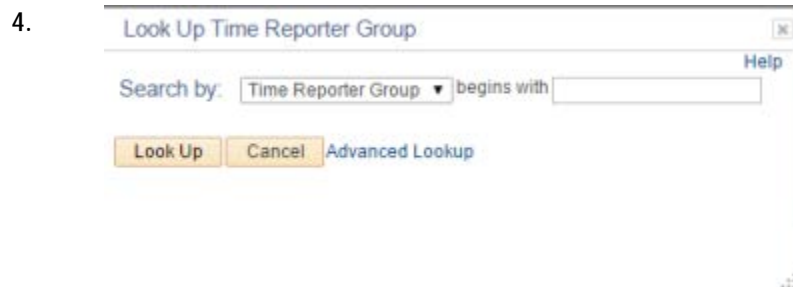 4.
Look Up Time Reporter Group
Help
Search by: Time Reporter Group begins with
Look Up Cancel Advanced Lookup